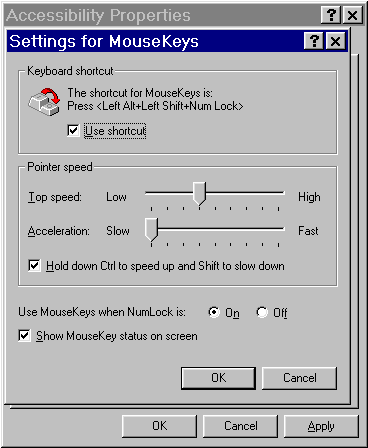 Accessibility Properties
Settings for MouseKeys
Keyboard shortcut
The shortcut for MouseKeys is:
Press <Left Alt+Left Shift+Num Lock>
Use shortcut
Pointer speed
Top speed: Low High
Acceleration: Slow Fast
Hold down Ctrl to speed up and Shift to slow down
Use MouseKeys when NumLock is: On Off
Show MouseKey status on screen
OK Cancel
OK Cancel Apply